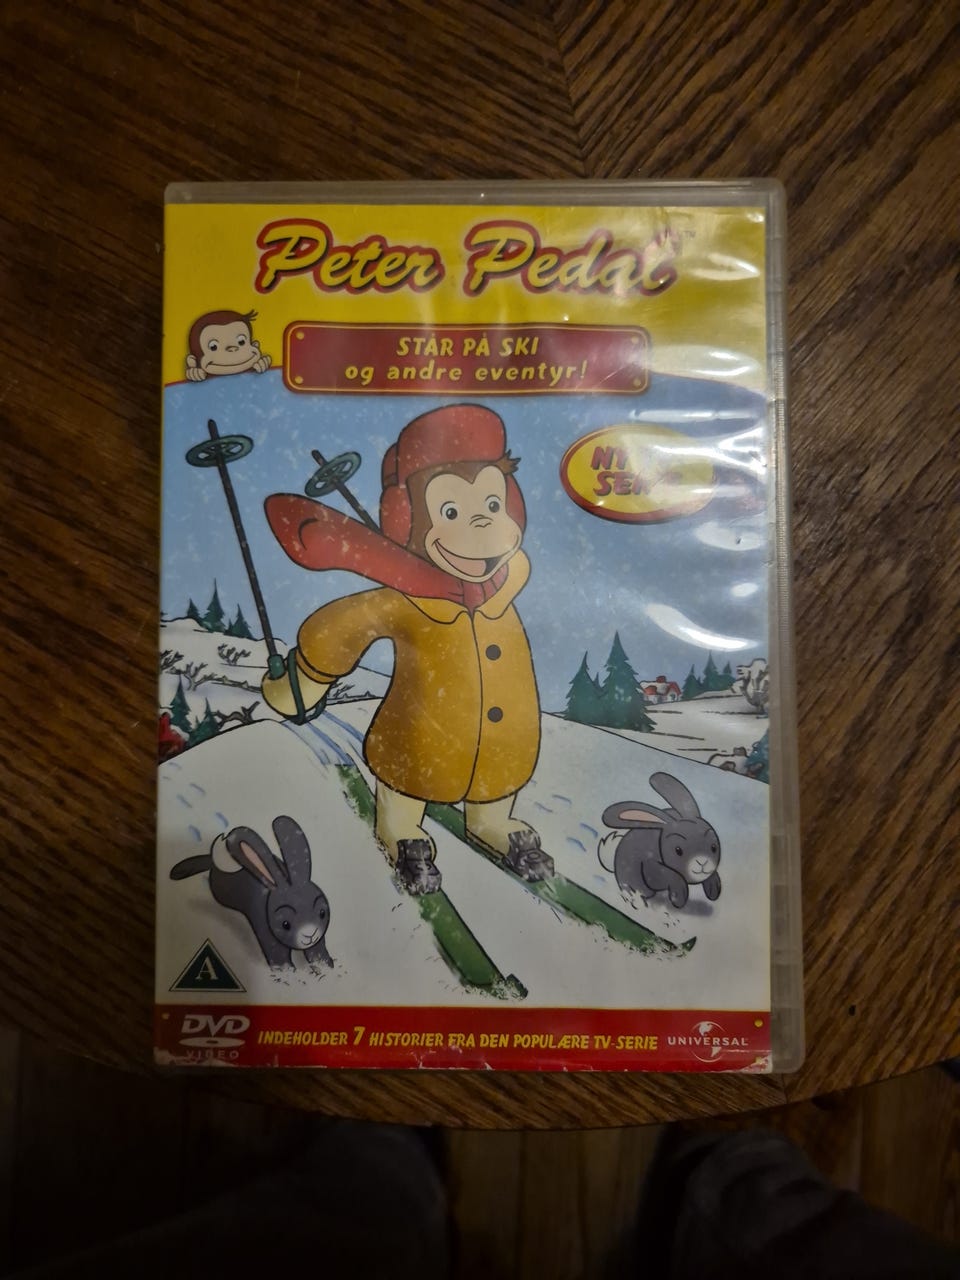 Peter Pedal
STÅR PÅ SKI
og andre eventyr!
NY
A
DVD
VIDEO
INDEHOLDER 7 HISTORIER FRA DEN POPULÆRE TV-SERIE
UNIVERSAL